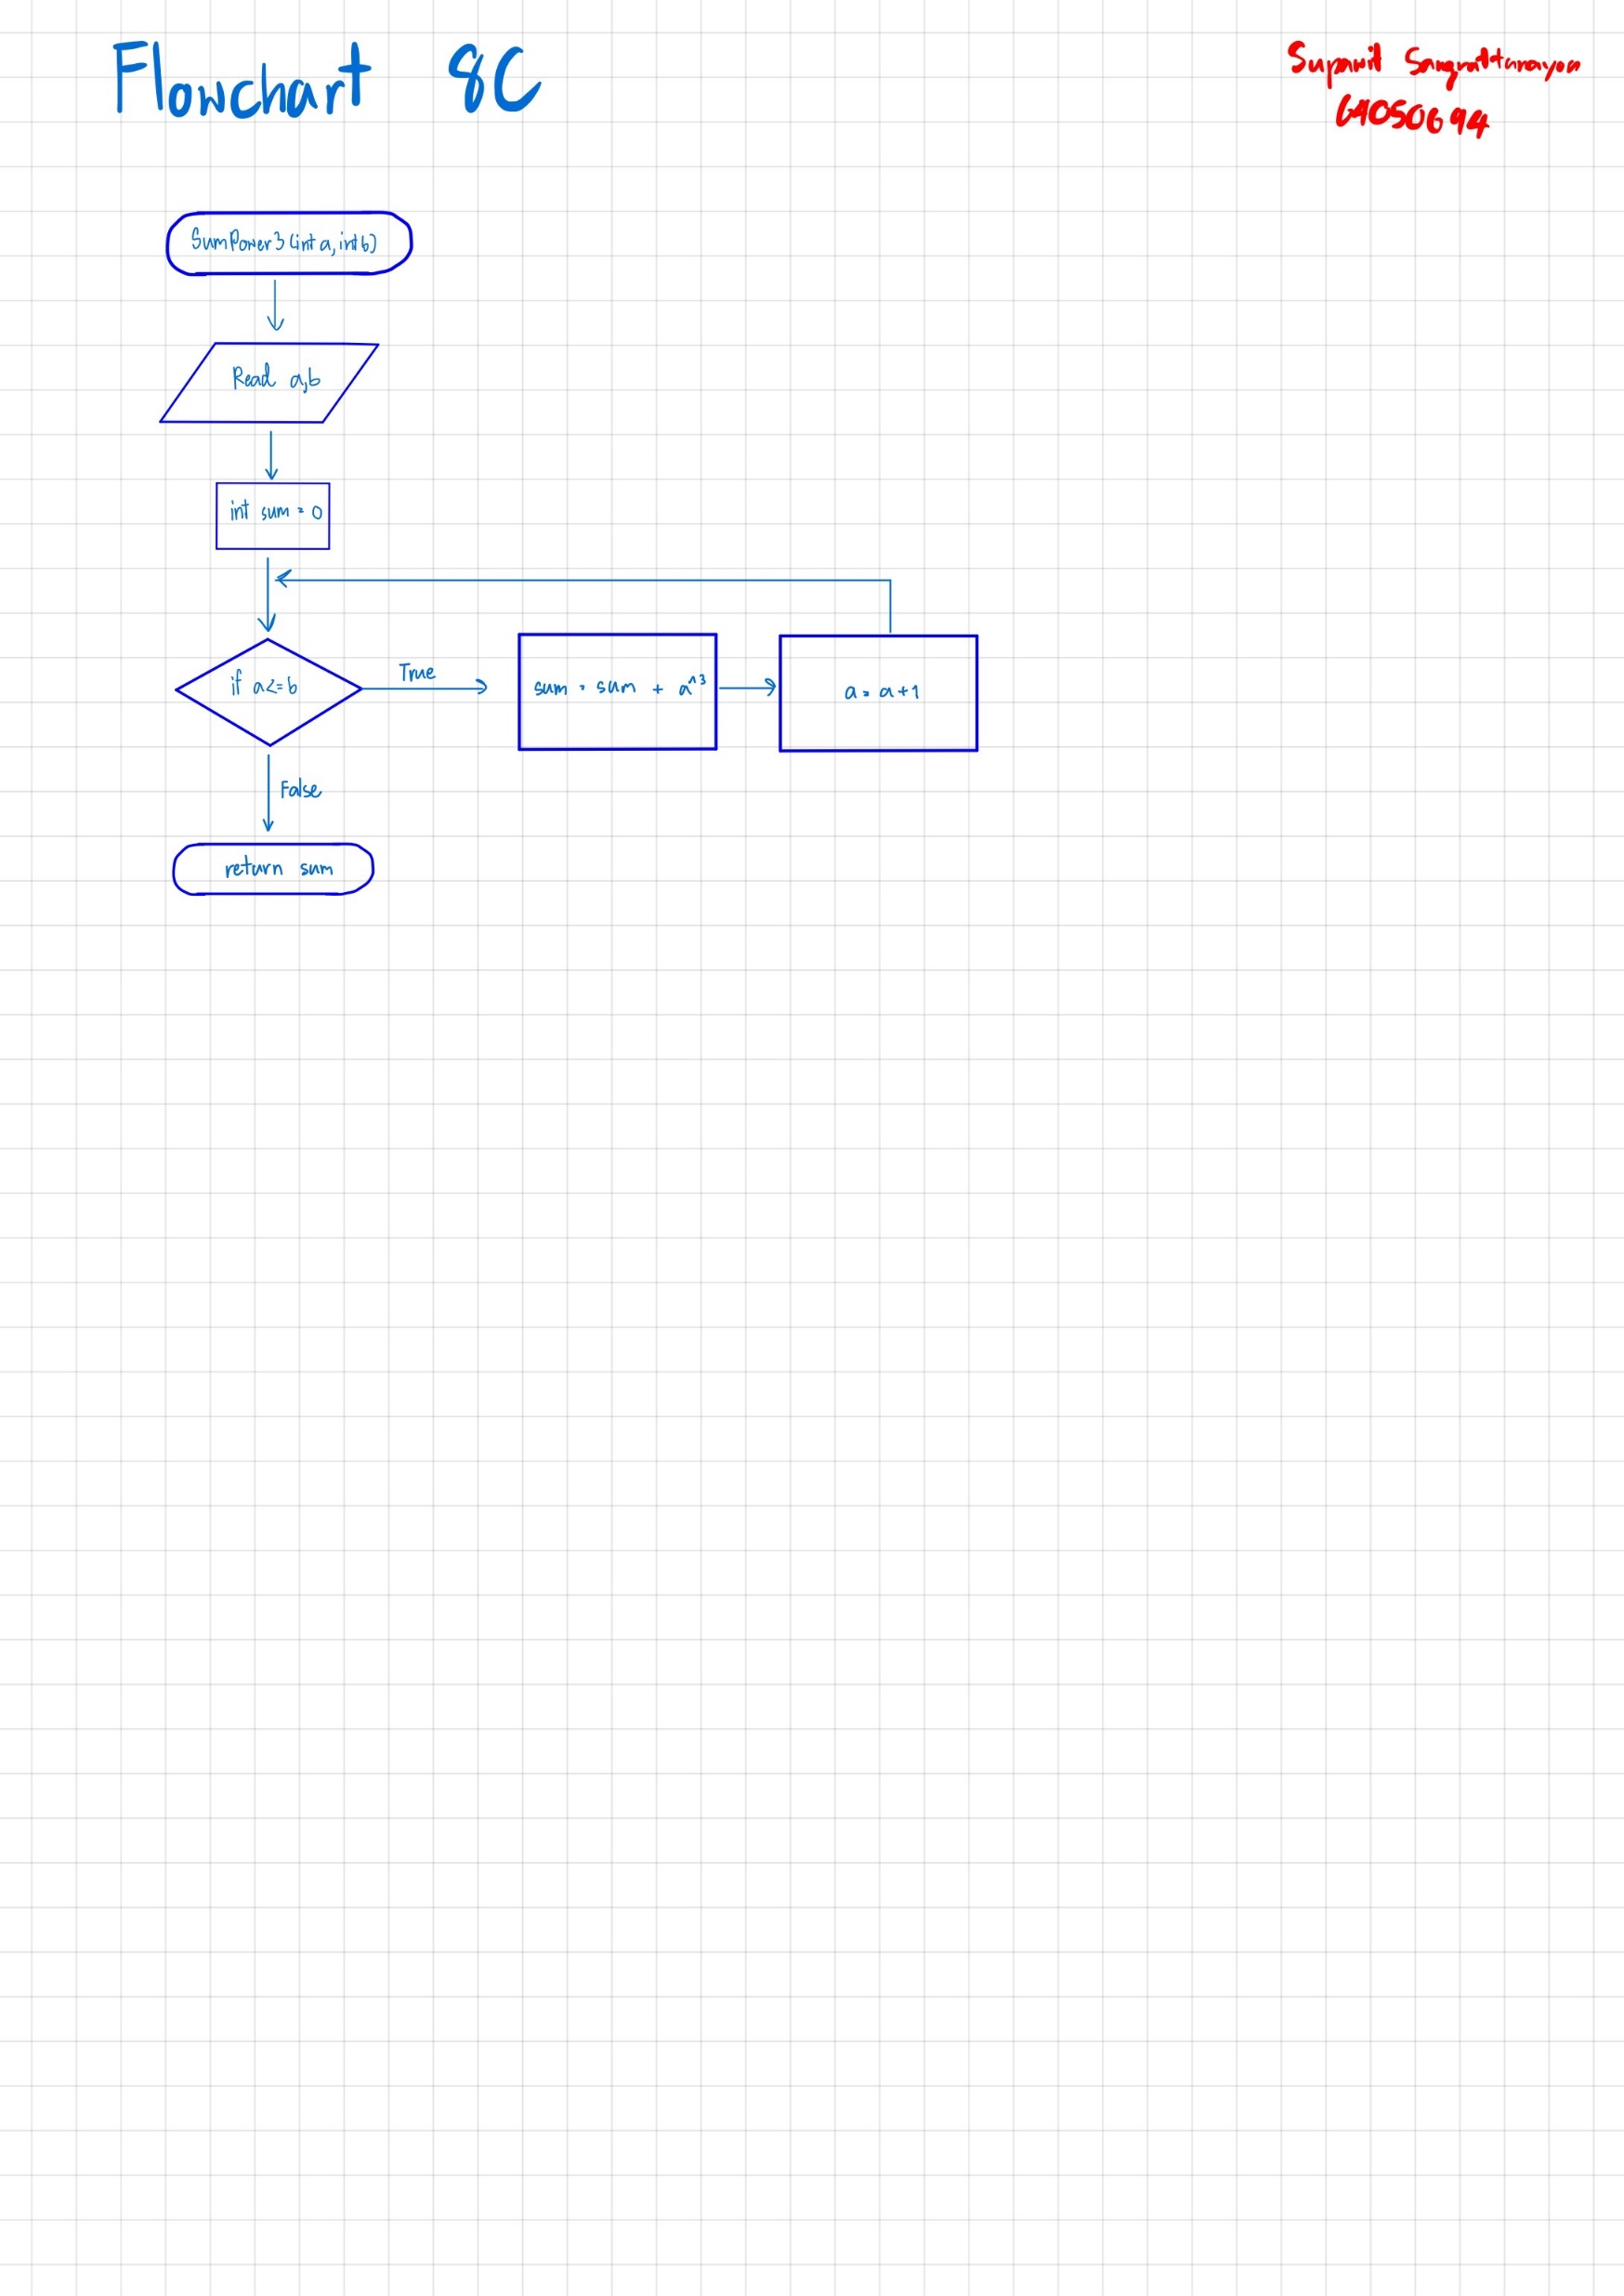 Flowchart 8C
Supawit
64050694
SumPower3(int a, int b)
Read a,b
int sum = 0
if a<=b
True
sum = sum + a^3
a = a+1
False
return sum